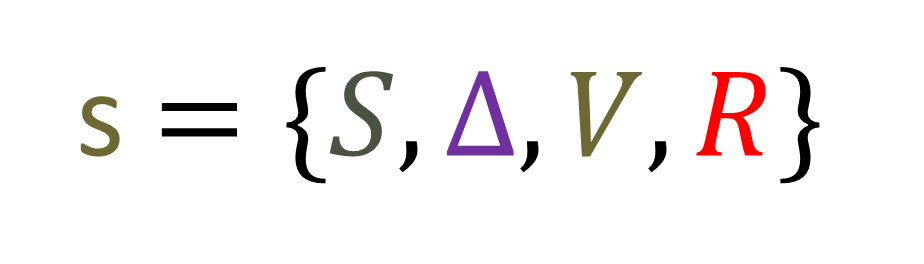 s = {S, Δ, V, R}